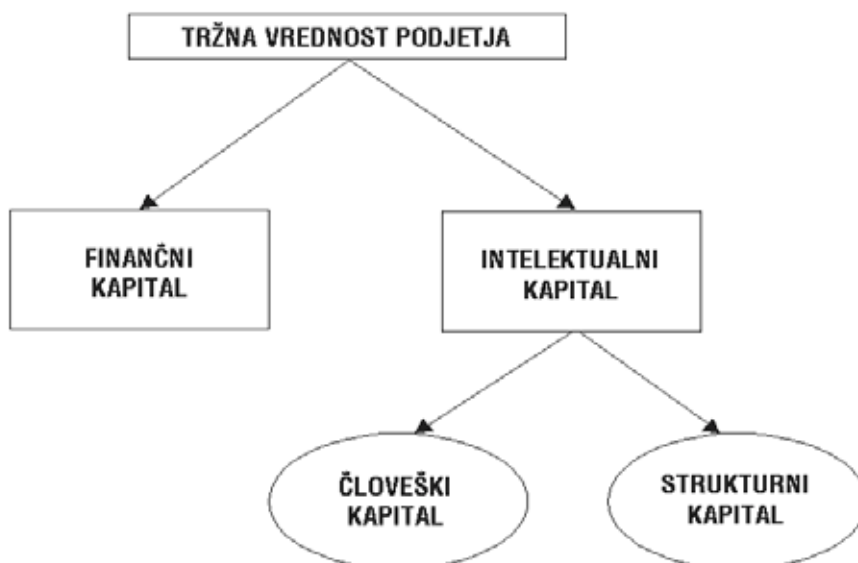 TRŽNA VREDNOST PODJETJA
FINANČNI
KAPITAL
INTELEKTUALNI
KAPITAL
ČLOVEŠKI
KAPITAL
STRUKTURNI
KAPITAL